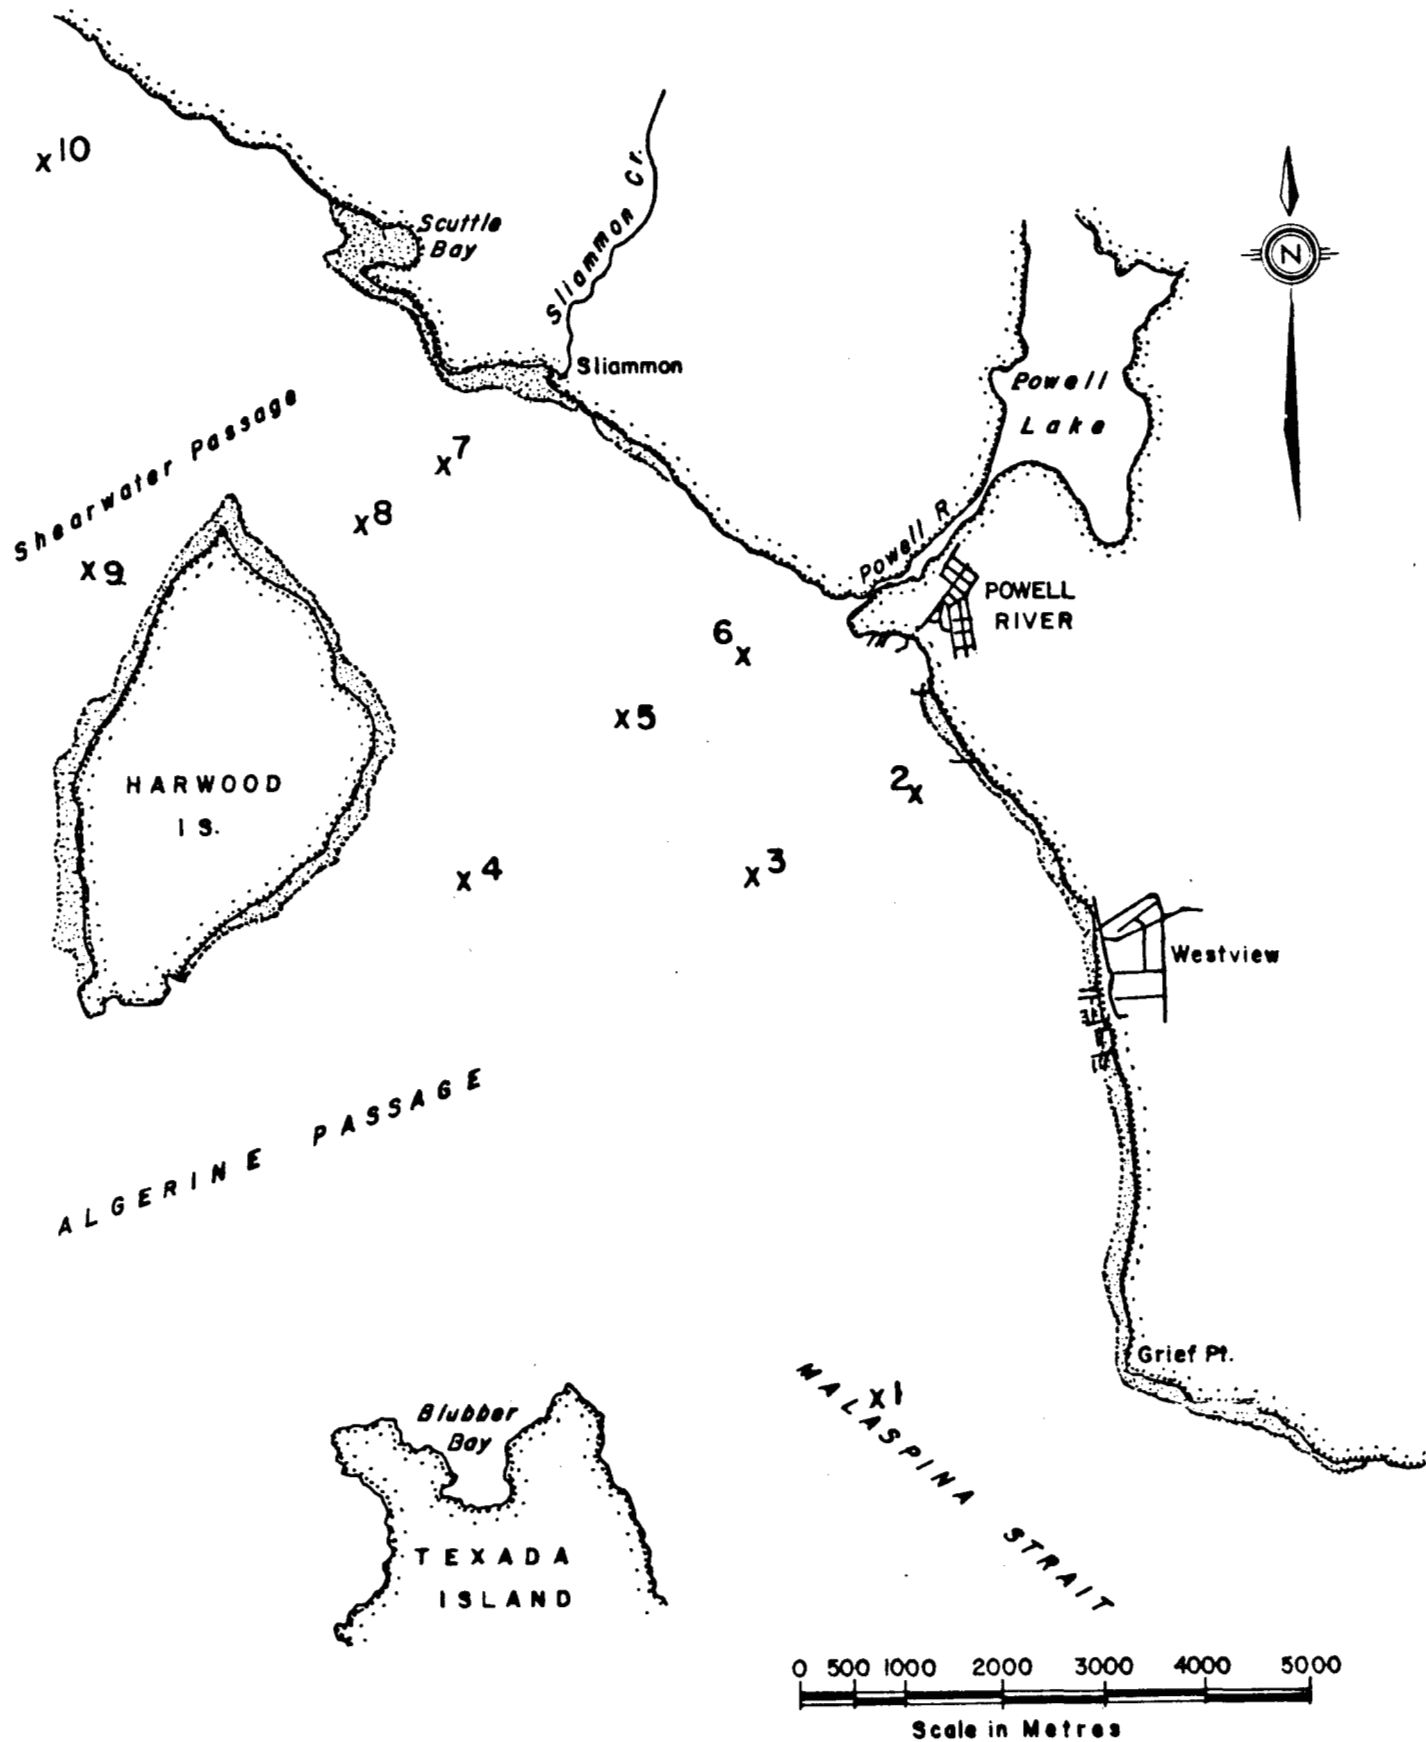 x10
Scuttle
Bay
Sliammon Cr.
N
Sliammon
Powell
Lake
Shearwater Passage
x7
x8
x9
Powell R.
POWELL
RIVER
6x
x5
2x
HARWOOD
IS.
x4
x3
Westview
ALGERINE PASSAGE
Grief Pt.
x1
MALASPINA STRAIT
Blubber
Bay
TEXADA
ISLAND
0 500 1000 2000 3000 4000 5000
Scale in Metres